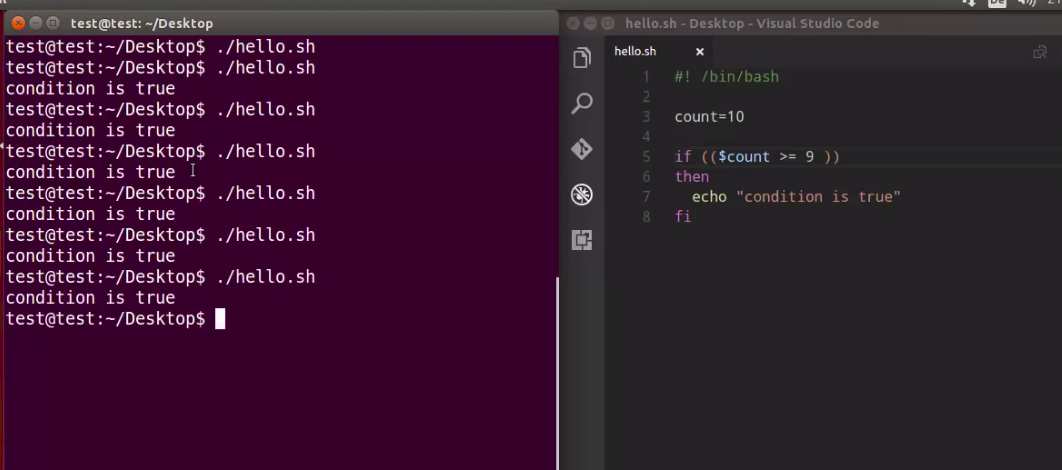 test@test: ~/Desktop
test@test:~/Desktop$ ./hello.sh
test@test:~/Desktop$ ./hello.sh
condition is true
test@test:~/Desktop$ ./hello.sh
condition is true
test@test:~/Desktop$ ./hello.sh
condition is true
test@test:~/Desktop$ ./hello.sh
condition is true
test@test:~/Desktop$ ./hello.sh
condition is true
test@test:~/Desktop$ ./hello.sh
condition is true
test@test:~/Desktop$
hello.sh - Desktop - Visual Studio Code
hello.sh
1 #! /bin/bash
2
3 count=10
4
5 if (($count >= 9 ))
6 then
7 echo "condition is true"
8 fi